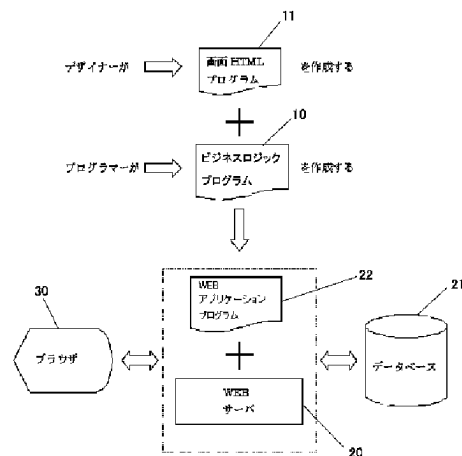 11
デザイナーが
画面 HTML
プログラム
を作成する
10
プログラマーが
ビジネスロジック
プログラム
を作成する
30
22
21
WEB
アプリケーション
プログラム
ブラウザ
データベース
WEB
サーバ
20